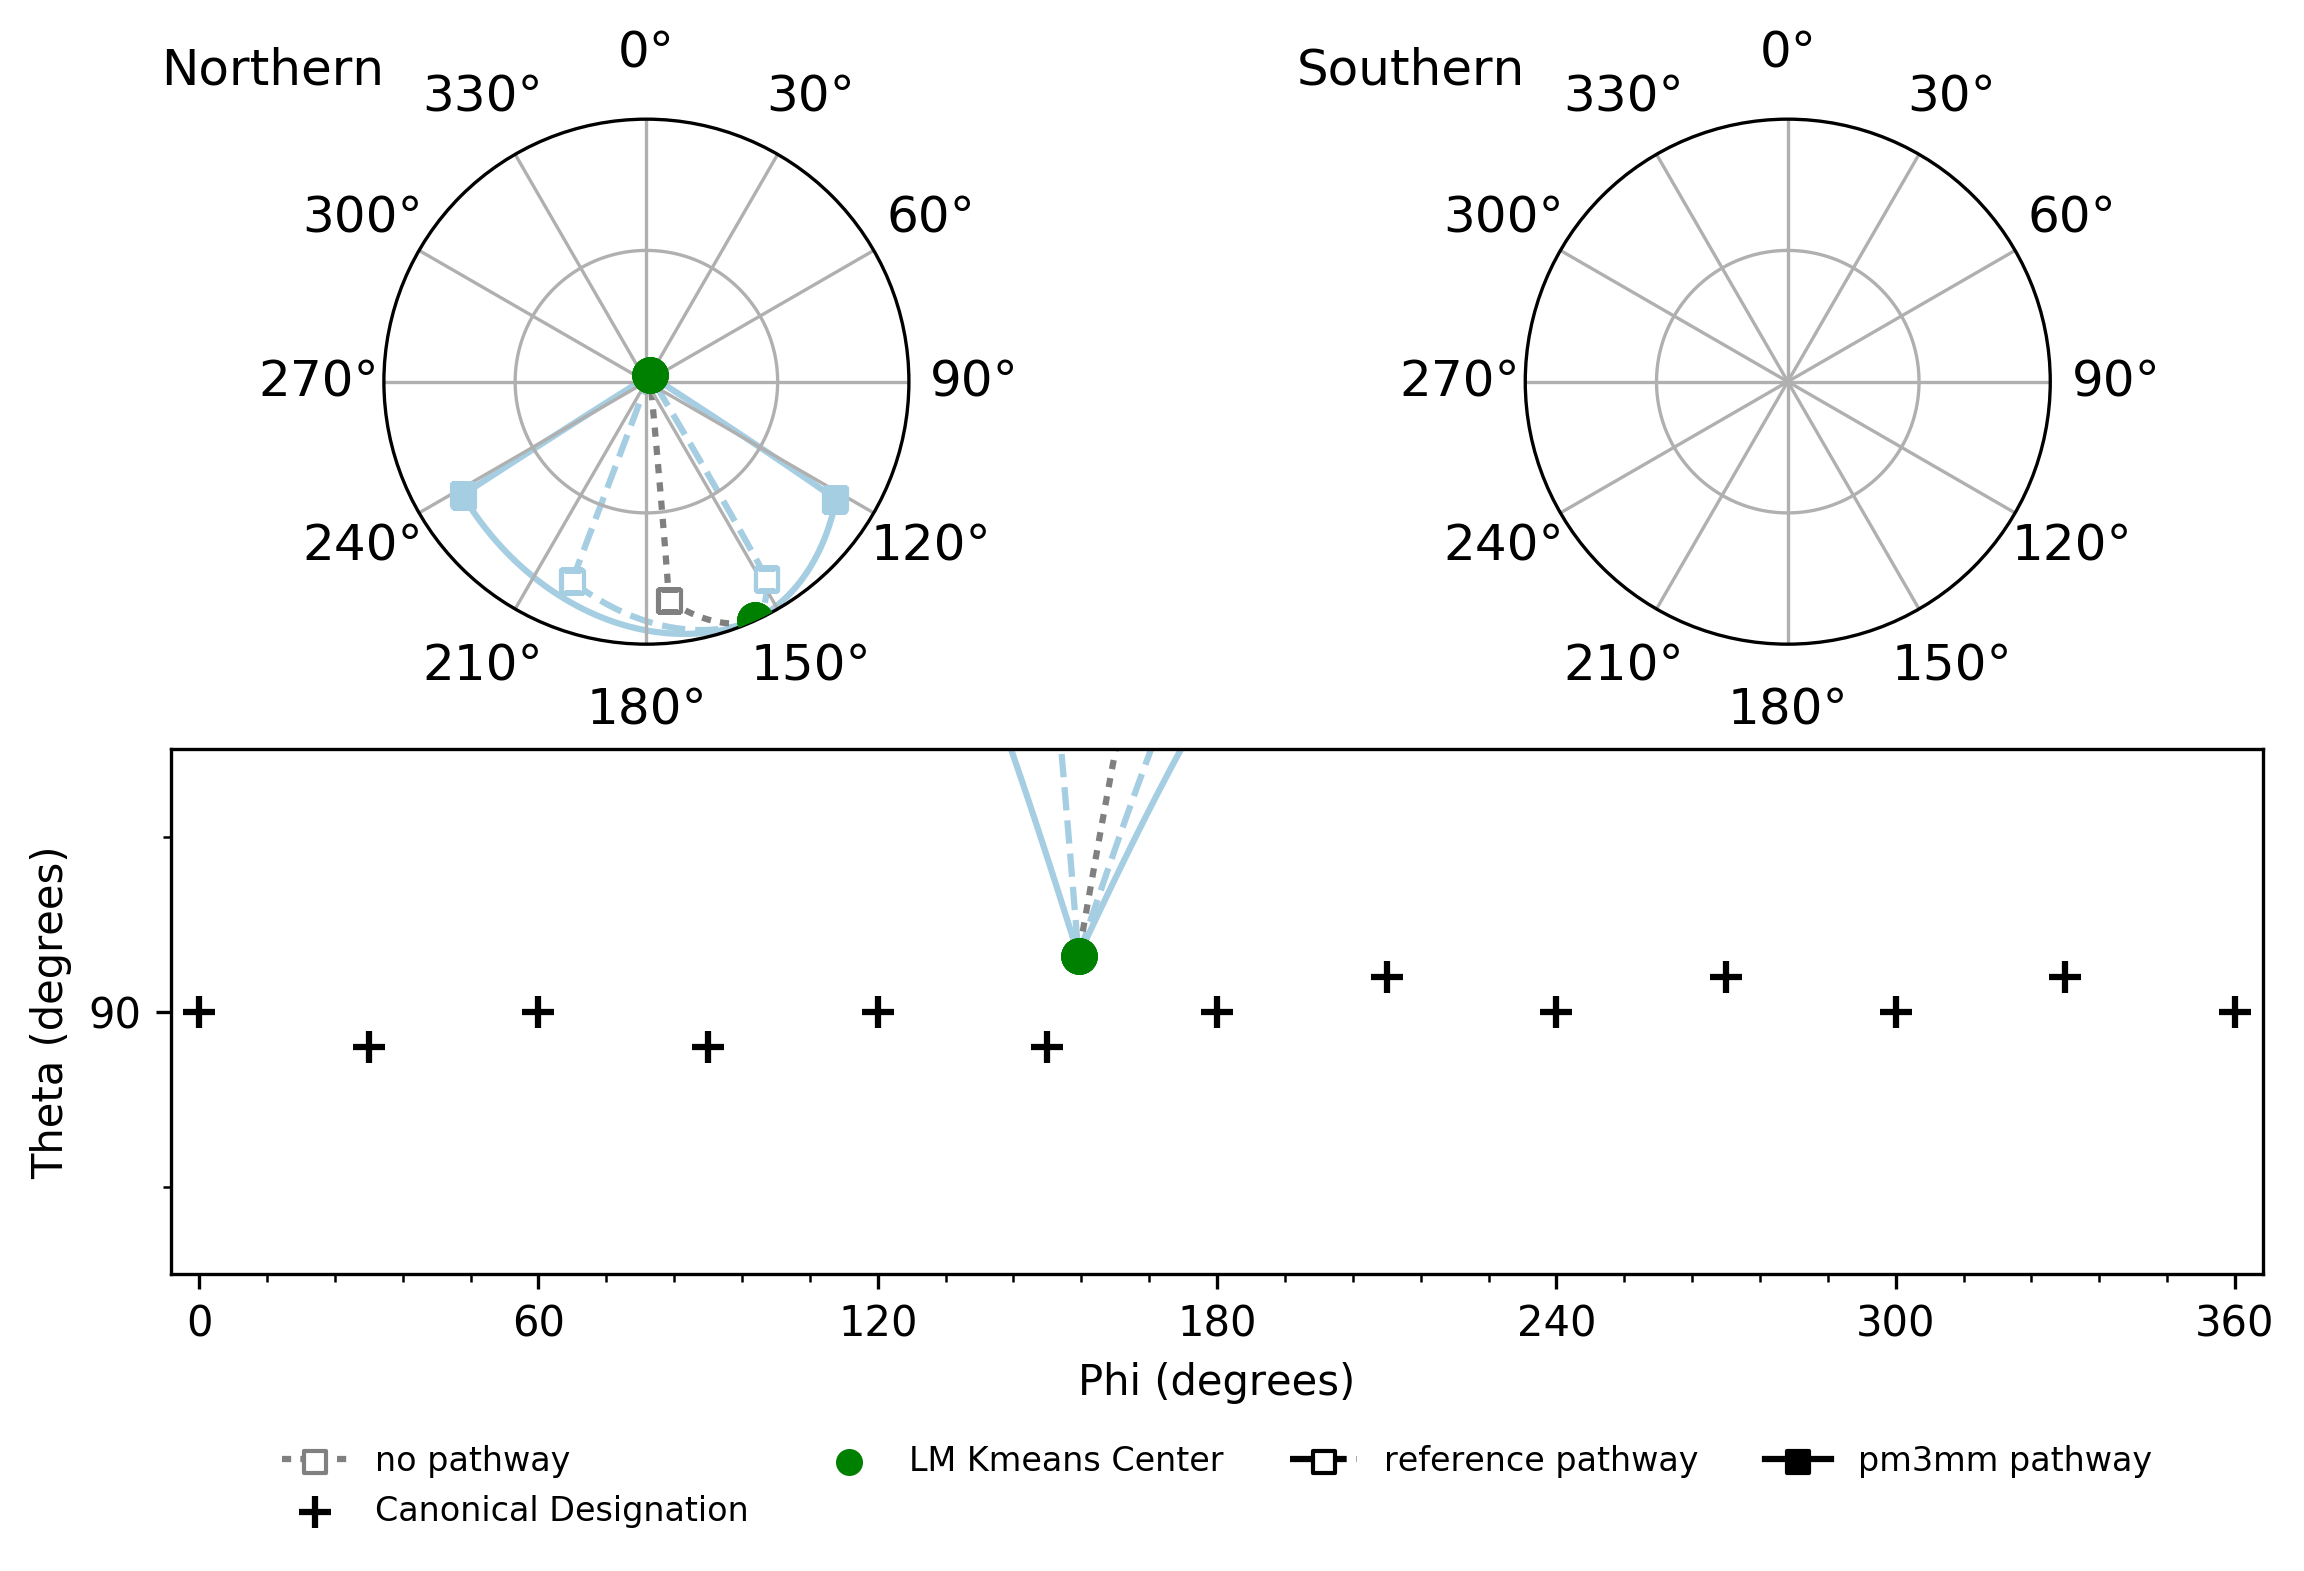 Northern
0°
30°
60°
90°
120°
150°
180°
210°
240°
270°
300°
330°
Southern
0°
30°
60°
90°
120°
150°
180°
210°
240°
270°
300°
330°
Theta (degrees)
90
0 60 120 180 240 300 360
Phi (degrees)
no pathway
Canonical Designation
LM Kmeans Center
reference pathway
pm3mm pathway